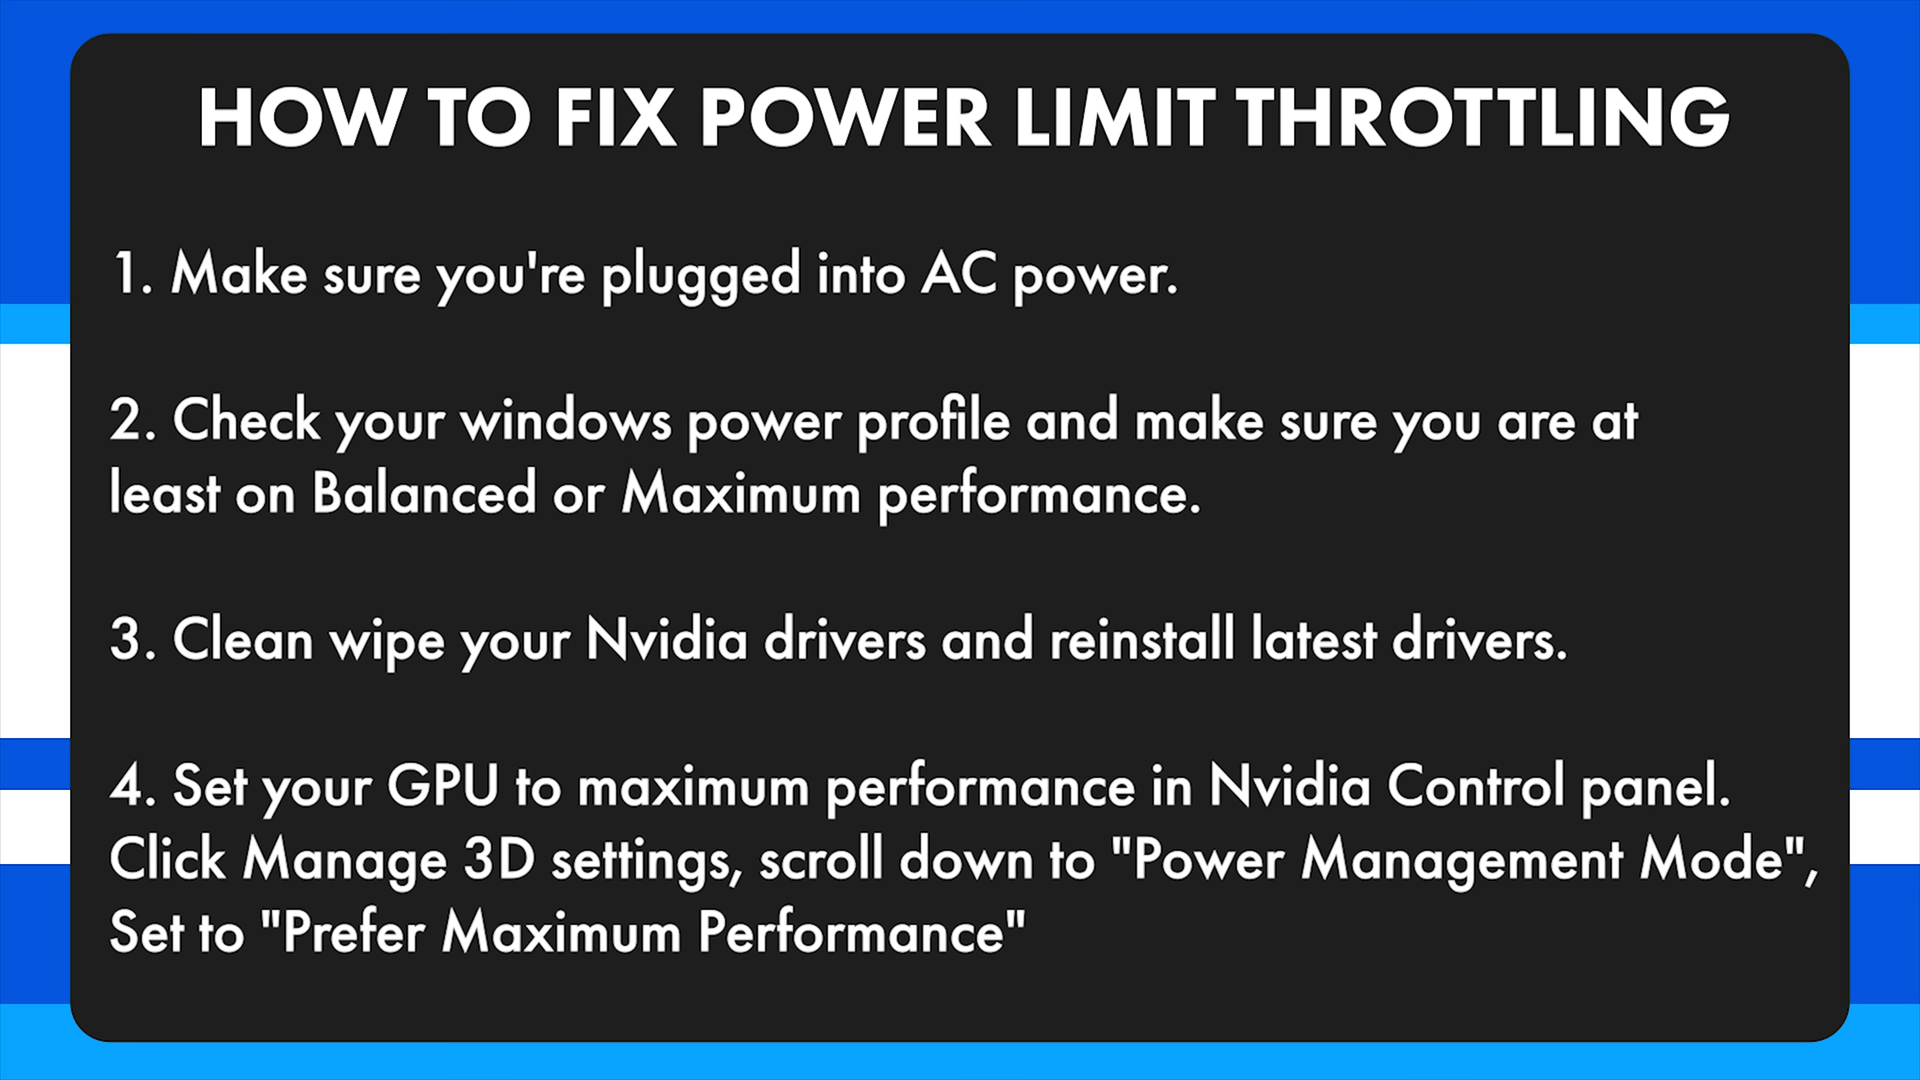 HOW TO FIX POWER LIMIT THROTTLING
1. Make sure you're plugged into AC power.
2. Check your windows power profile and make sure you are at
least on Balanced or Maximum performance.
3. Clean wipe your Nvidia drivers and reinstall latest drivers.
4. Set your GPU to maximum performance in Nvidia Control panel.
Click Manage 3D settings, scroll down to "Power Management Mode",
Set to "Prefer Maximum Performance"